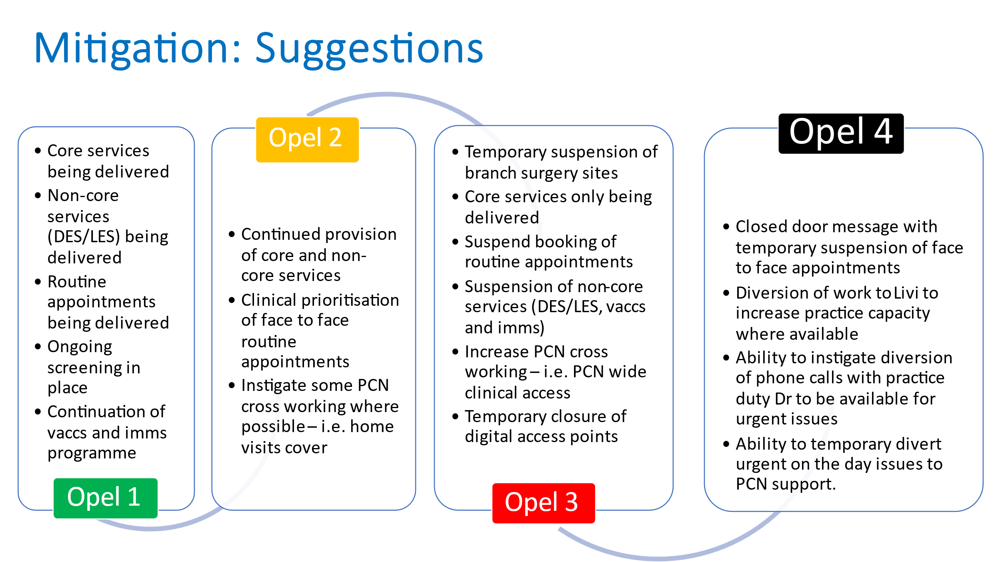 Mitigation: Suggestions
• Core services
being delivered
• Non-core
services
(DES/LES) being
delivered
• Routine
appointments
being delivered
• Ongoing
screening in
place
• Continuation of
vaccs and imms
programme
Opel 1
Opel 2
• Continued provision
of core and non-
core services
• Clinical prioritisation
of face to face
routine
appointments
• Instigate some PCN
cross working where
possible – i.e. home
visits cover
• Temporary suspension of
branch surgery sites
• Core services only being
delivered
• Suspend booking of
routine appointments
• Suspension of non-core
services (DES/LES, vaccs
and imms)
• Increase PCN cross
working – i.e. PCN wide
clinical access
• Temporary closure of
digital access points
Opel 3
Opel 4
• Closed door message with
temporary suspension of face
to face appointments
• Diversion of work to Livi to
increase practice capacity
where available
• Ability to instigate diversion
of phone calls with practice
duty Dr to be available for
urgent issues
• Ability to temporary divert
urgent on the day issues to
PCN support.